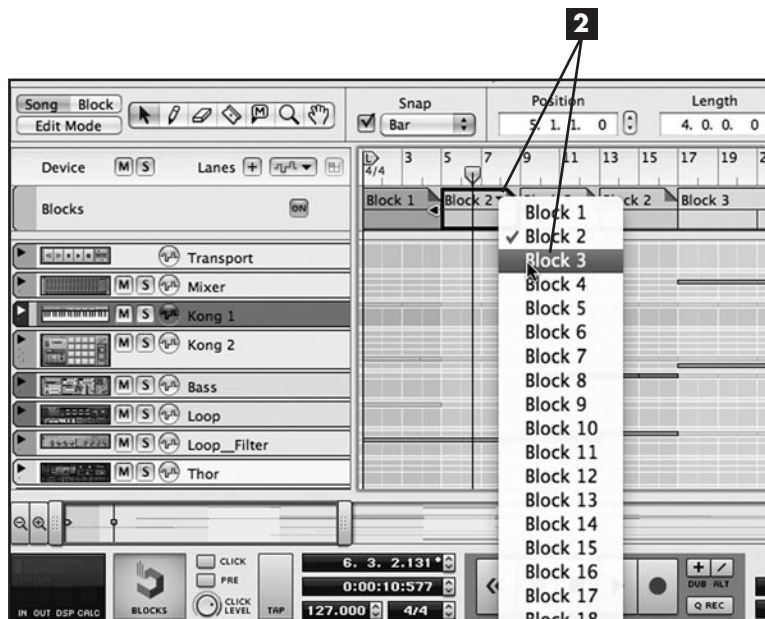 2
Song Block
Edit Mode
Snap
Bar
Position
5. 1. 1. 0
Length
4. 0. 0. 0
Device M S Lanes
4/4
3 5 7 9 11 13 15 17 19
Blocks ON
Block 1 Block 2 Block 3
Block 1
✓ Block 2
Block 3
Block 4
Block 5
Block 6
Block 7
Block 8
Block 9
Block 10
Block 11
Block 12
Block 13
Block 14
Block 15
Block 16
Block 17
Block 18
Transport
M S Mixer
M S Kong 1
M S Kong 2
M S Bass
M S Loop
M S Loop__Filter
M S Thor
IN OUT DSP CALC
BLOCKS
CLICK
PRE
CLICK
LEVEL
TAP
6. 3. 2.131
0:00:10:577
127.000 4/4
DUB ALT
Q REC